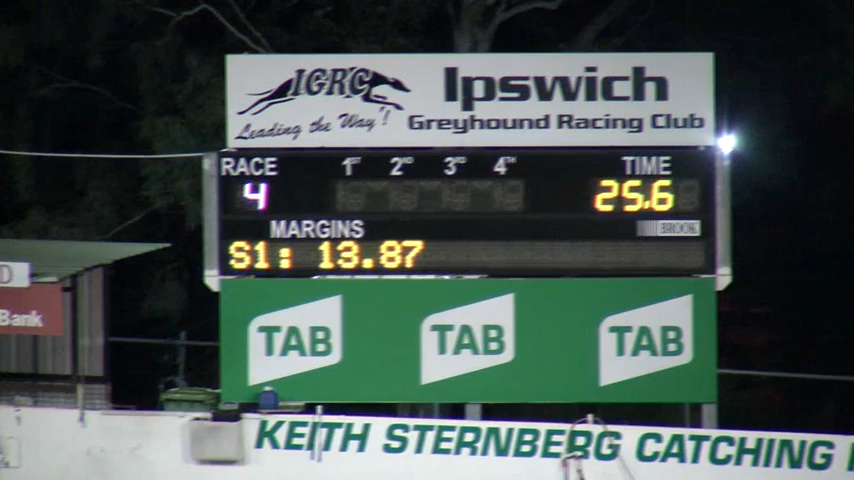 IGRC
Leading the Way!
Ipswich
Greyhound Racing Club
RACE 1ST 2ND 3RD 4TH TIME
4 25.6
MARGINS BROOK
S1: 13.87
D
Bank
TAB TAB TAB
KEITH STERNBERG CATCHING